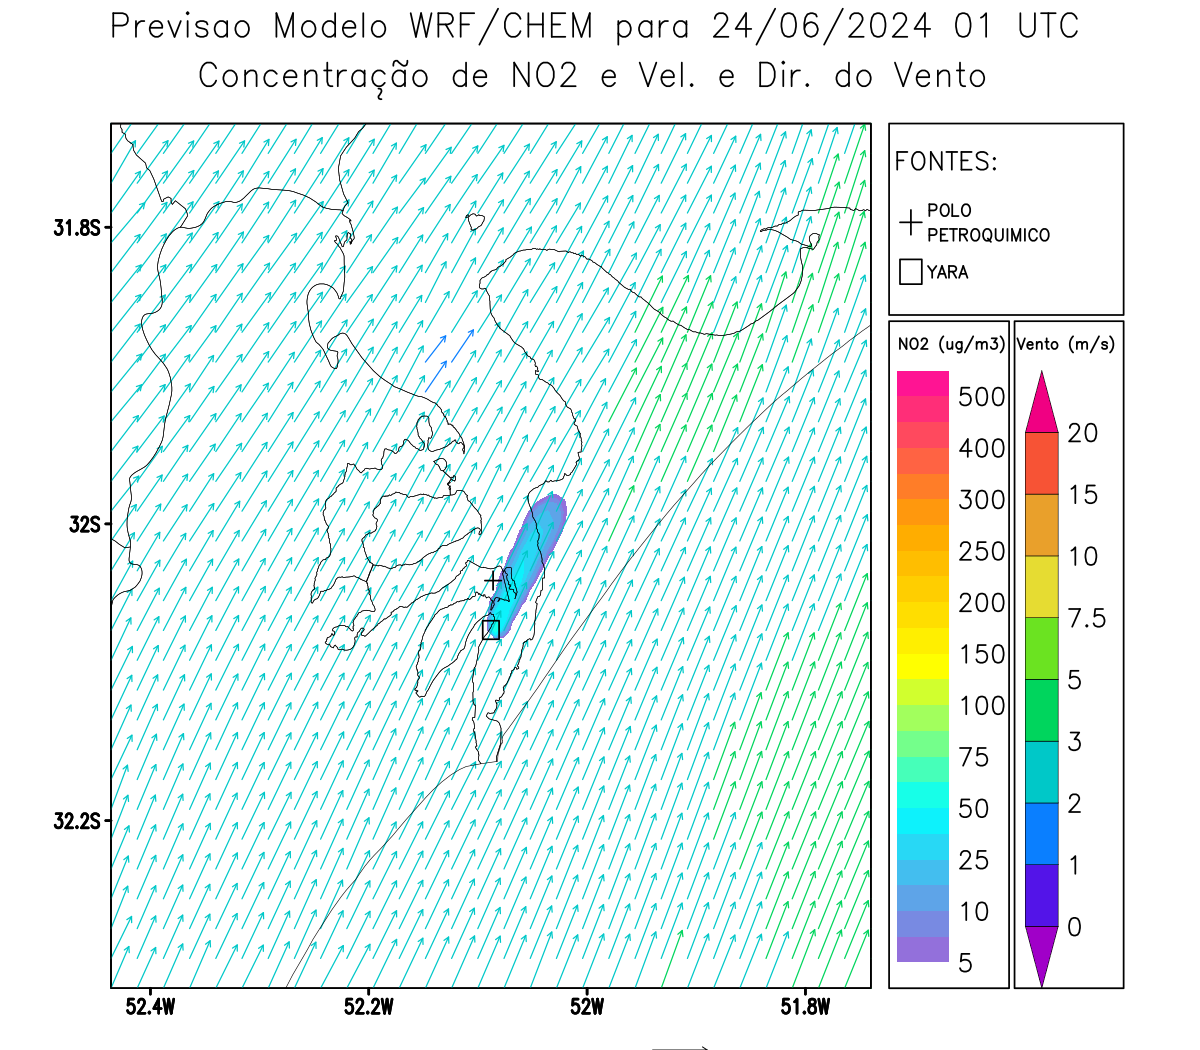 Previsao Modelo WRF/CHEM para 24/06/2024 01 UTC
Concentração de NO2 e Vel. e Dir. do Vento
FONTES:
POLO
PETROQUIMICO
YARA
NO2 (ug/m3)
500
400
300
250
200
150
100
75
50
25
10
5
Vento (m/s)
20
15
10
7.5
5
3
2
1
0
31.8S
32S
32.2S
52.4W
52.2W
52W
51.8W